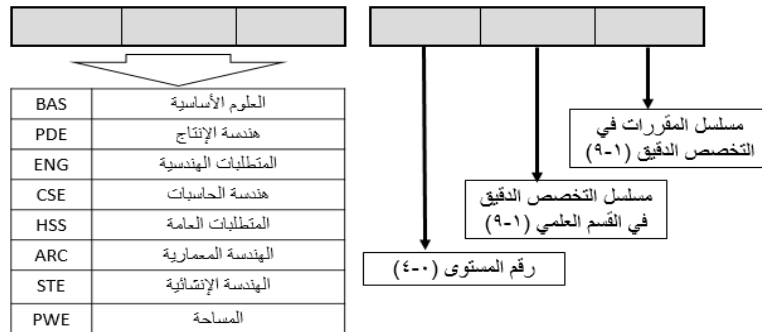 BAS العلوم الأساسية
PDE هندسة الإنتاج
ENG المتطلبات الهندسية
CSE هندسة الحاسبات
HSS المتطلبات العامة
ARC الهندسة المعمارية
STE الهندسة الإنشائية
PWE المساحة
مسلسل المقررات في
التخصص الدقيق (١-٩)
مسلسل التخصص الدقيق
في القسم العلمي (١-٩)
رقم المستوى (٠-٤)